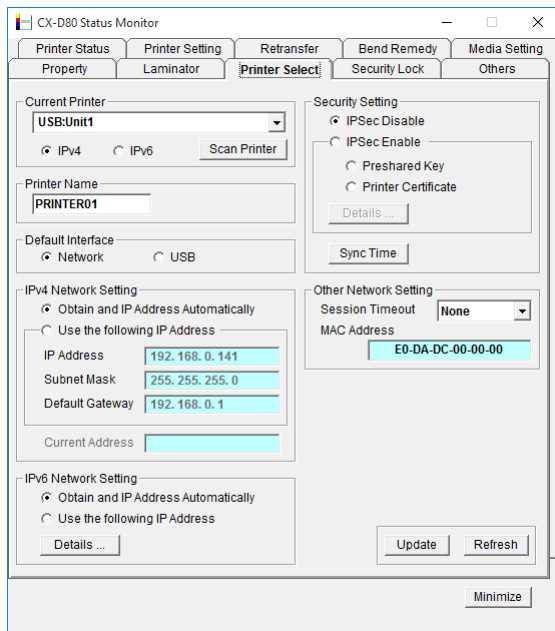 CX-D80 Status Monitor
Printer Status Printer Setting Retransfer Bend Remedy Media Setting
Property Laminator Printer Select Security Lock Others
Current Printer
USB:Unit1
IPv4 IPv6 Scan Printer
Printer Name
PRINTER01
Default Interface
Network USB
IPv4 Network Setting
Obtain and IP Address Automatically
Use the following IP Address
IP Address 192. 168. 0. 141
Subnet Mask 255. 255. 255. 0
Default Gateway 192. 168. 0. 1
Current Address
IPv6 Network Setting
Obtain and IP Address Automatically
Use the following IP Address
Details ...
Security Setting
IPSec Disable
IPSec Enable
Preshared Key
Printer Certificate
Details ...
Sync Time
Other Network Setting
Session Timeout None
MAC Address
E0-DA-DC-00-00-00
Update Refresh
Minimize